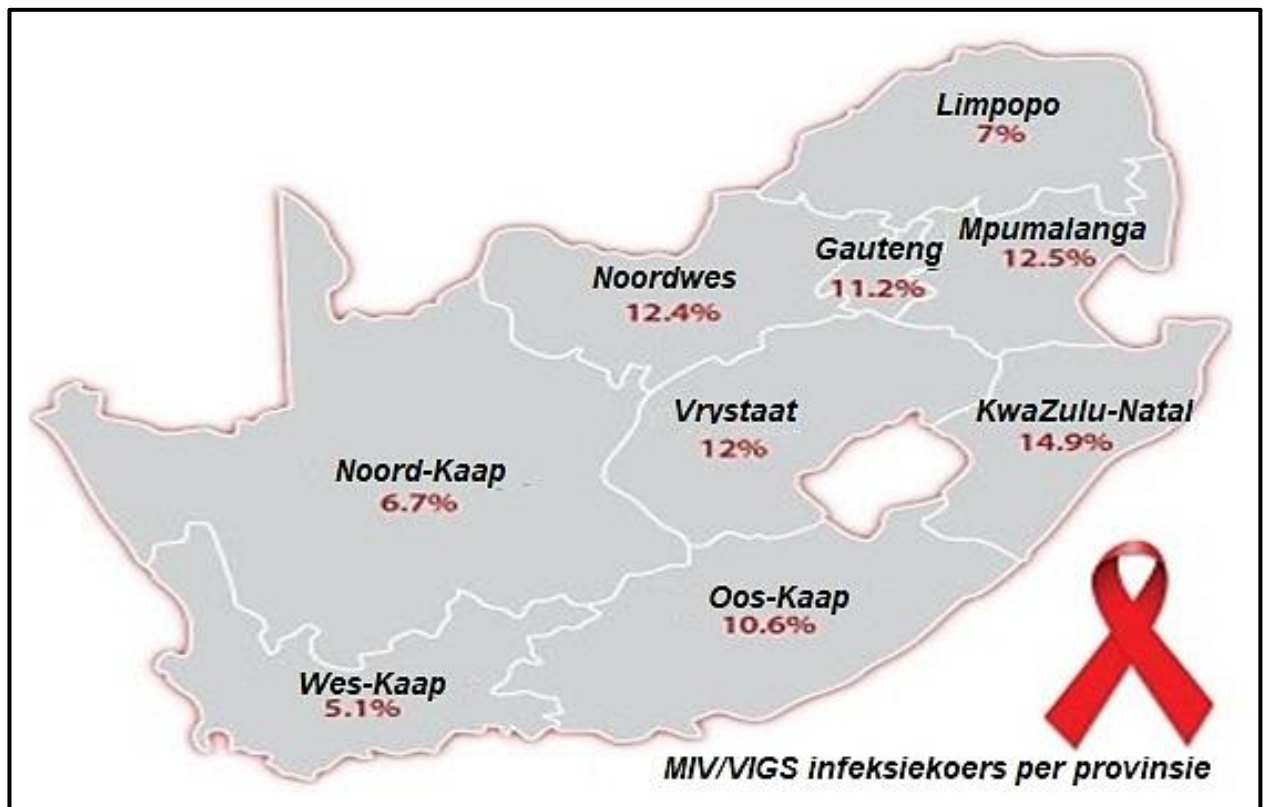 Limpopo
7%
Mpumalanga
12.5%
Gauteng
11.2%
Noordwes
12.4%
Vrystaat
12%
KwaZulu-Natal
14.9%
Noord-Kaap
6.7%
Oos-Kaap
10.6%
Wes-Kaap
5.1%
MIV/VIGS infeksiekoers per provinsie